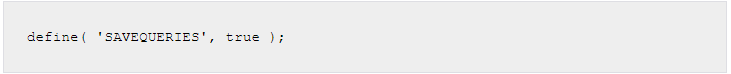 define( 'SAVEQUERIES', true );